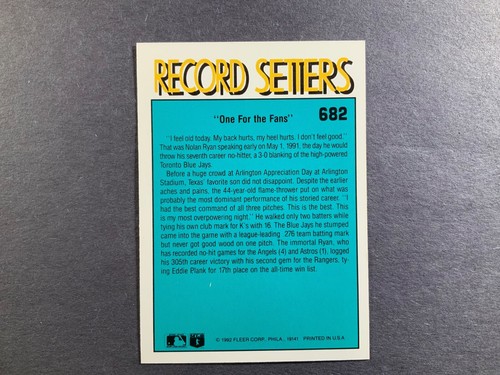 RECORD SETTERS
682
"One For the Fans"
"I feel old today. My back hurts, my heel hurts. I don't feel good."
That was Nolan Ryan speaking early on May 1, 1991, the day he would
throw his seventh career no-hitter, a 3-0 blanking of the high-powered
Toronto Blue Jays.
Before a huge crowd at Arlington Appreciation Day at Arlington
Stadium, Texas' favorite son did not disappoint. Despite the earlier
aches and pains, the 44-year-old flame-thrower put on what was
probably the most dominant performance of his storied career. "I
had the best command of all three pitches. This is the best. This
is my most overpowering night." He walked only two batters while
tying his own club mark for K's with 16. The Blue Jays he stumped
came into the game with a league-leading .276 team batting mark
but never got good wood on one pitch. The immortal Ryan, who
has recorded no-hit games for the Angels (4) and Astros (1), logged
his 305th career victory with his second gem for the Rangers, ty-
ing Eddie Plank for 17th place on the all-time win list.
© 1992 FLEER CORP., PHILA., 19141 PRINTED IN U.S.A.